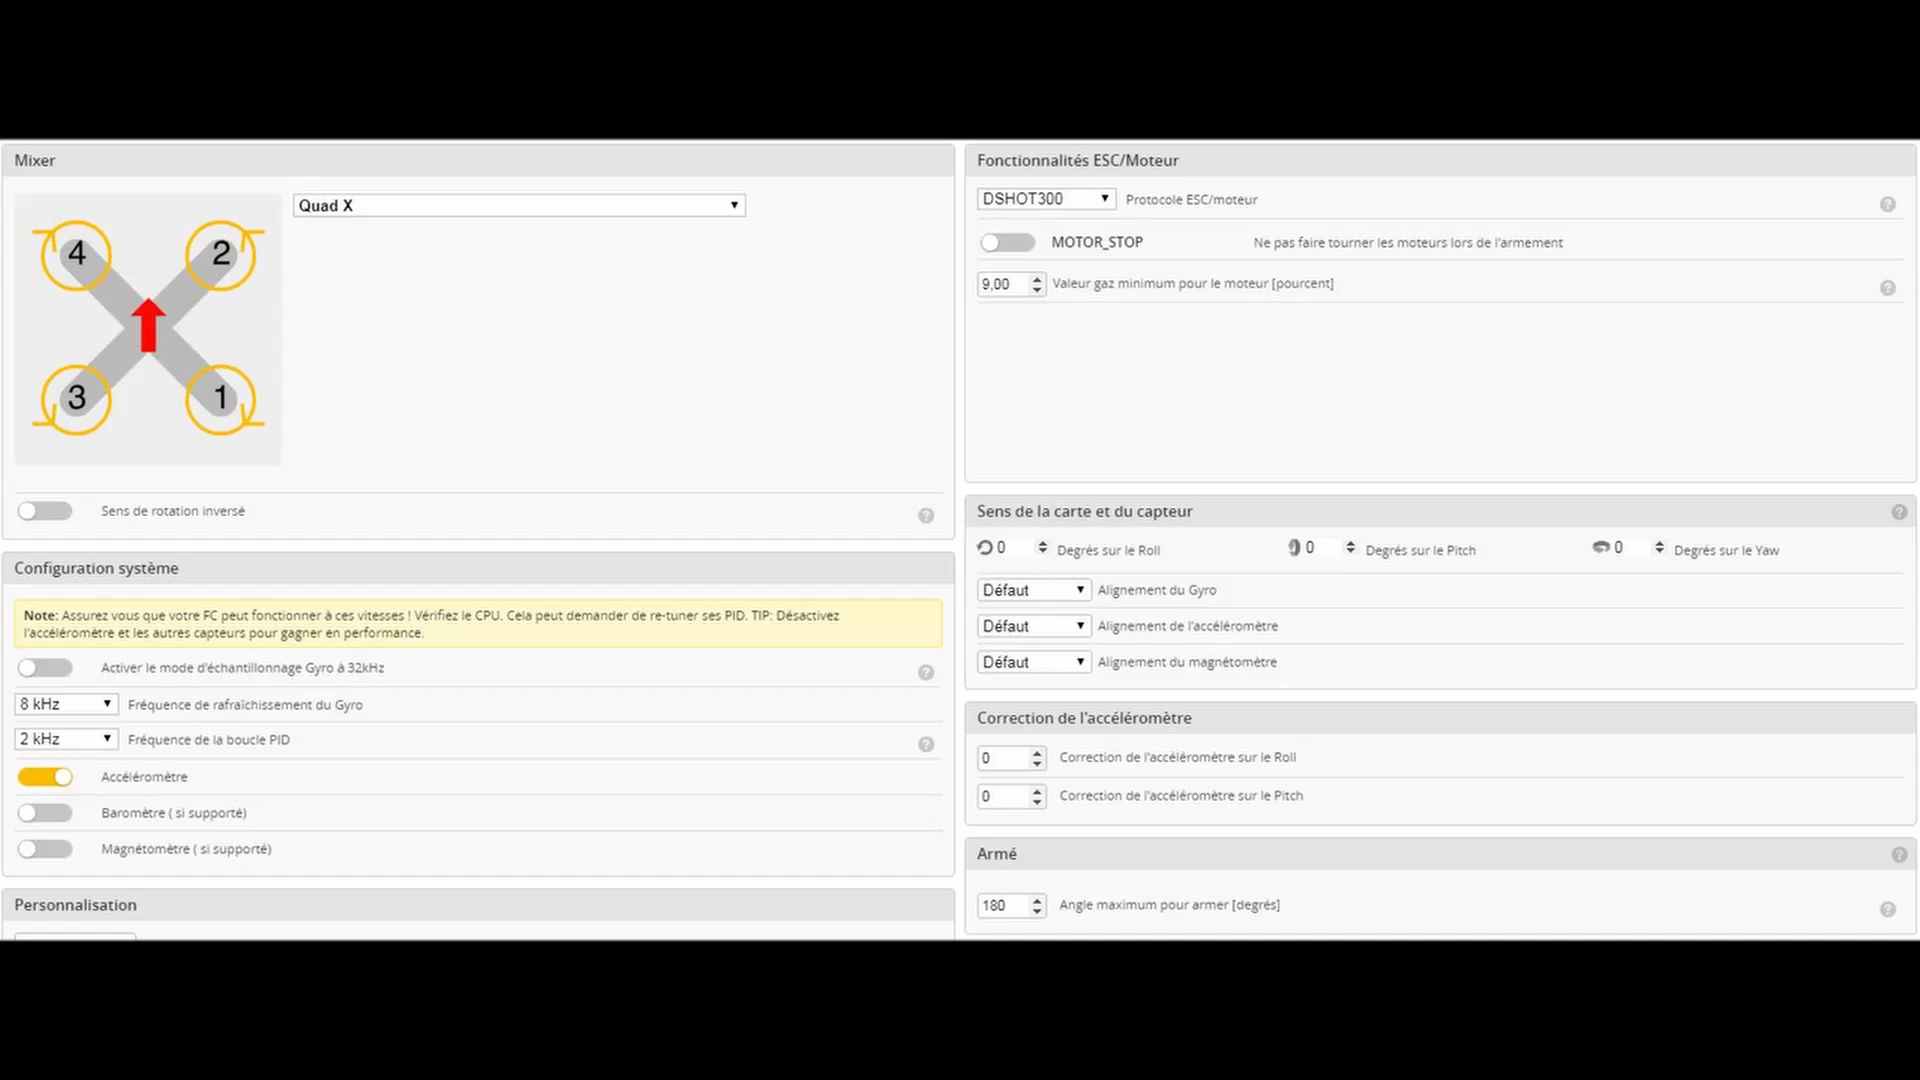 Mixer
Quad X
4
2
3
1
Sens de rotation inversé
?
Configuration système
Note: Assurez vous que votre FC peut fonctionner à ces vitesses ! Vérifiez le CPU. Cela peut demander de re-tuner ses PID. TIP: Désactivez
l'accéléromètre et les autres capteurs pour gagner en performance.
Activer le mode d'échantillonnage Gyro à 32kHz
?
8 kHz
Fréquence de rafraîchissement du Gyro
2 kHz
Fréquence de la boucle PID
?
Accéléromètre
Baromètre ( si supporté)
Magnétomètre ( si supporté)
Personnalisation
Fonctionnalités ESC/Moteur
DSHOT300
Protocole ESC/moteur
?
MOTOR_STOP
Ne pas faire tourner les moteurs lors de l'armement
9,00
Valeur gaz minimum pour le moteur [pourcent]
?
Sens de la carte et du capteur
?
0
Degrés sur le Roll
0
Degrés sur le Pitch
0
Degrés sur le Yaw
Défaut
Alignement du Gyro
Défaut
Alignement de l'accéléromètre
Défaut
Alignement du magnétomètre
Correction de l'accéléromètre
0
Correction de l'accéléromètre sur le Roll
0
Correction de l'accéléromètre sur le Pitch
Armé
?
180
Angle maximum pour armer [degrés]
?